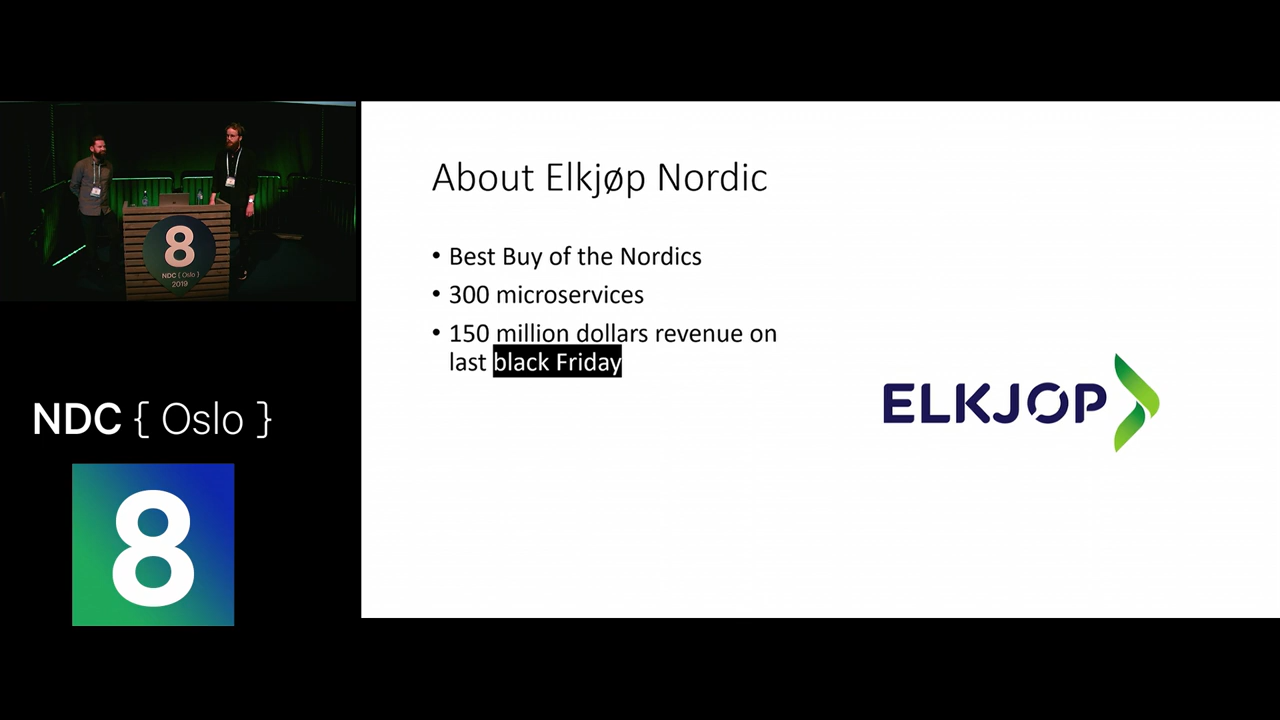 About Elkjøp Nordic
• Best Buy of the Nordics
• 300 microservices
• 150 million dollars revenue on
last black Friday
ELKJØP
8
NDC { Oslo }
2019
NDC { Oslo }
8